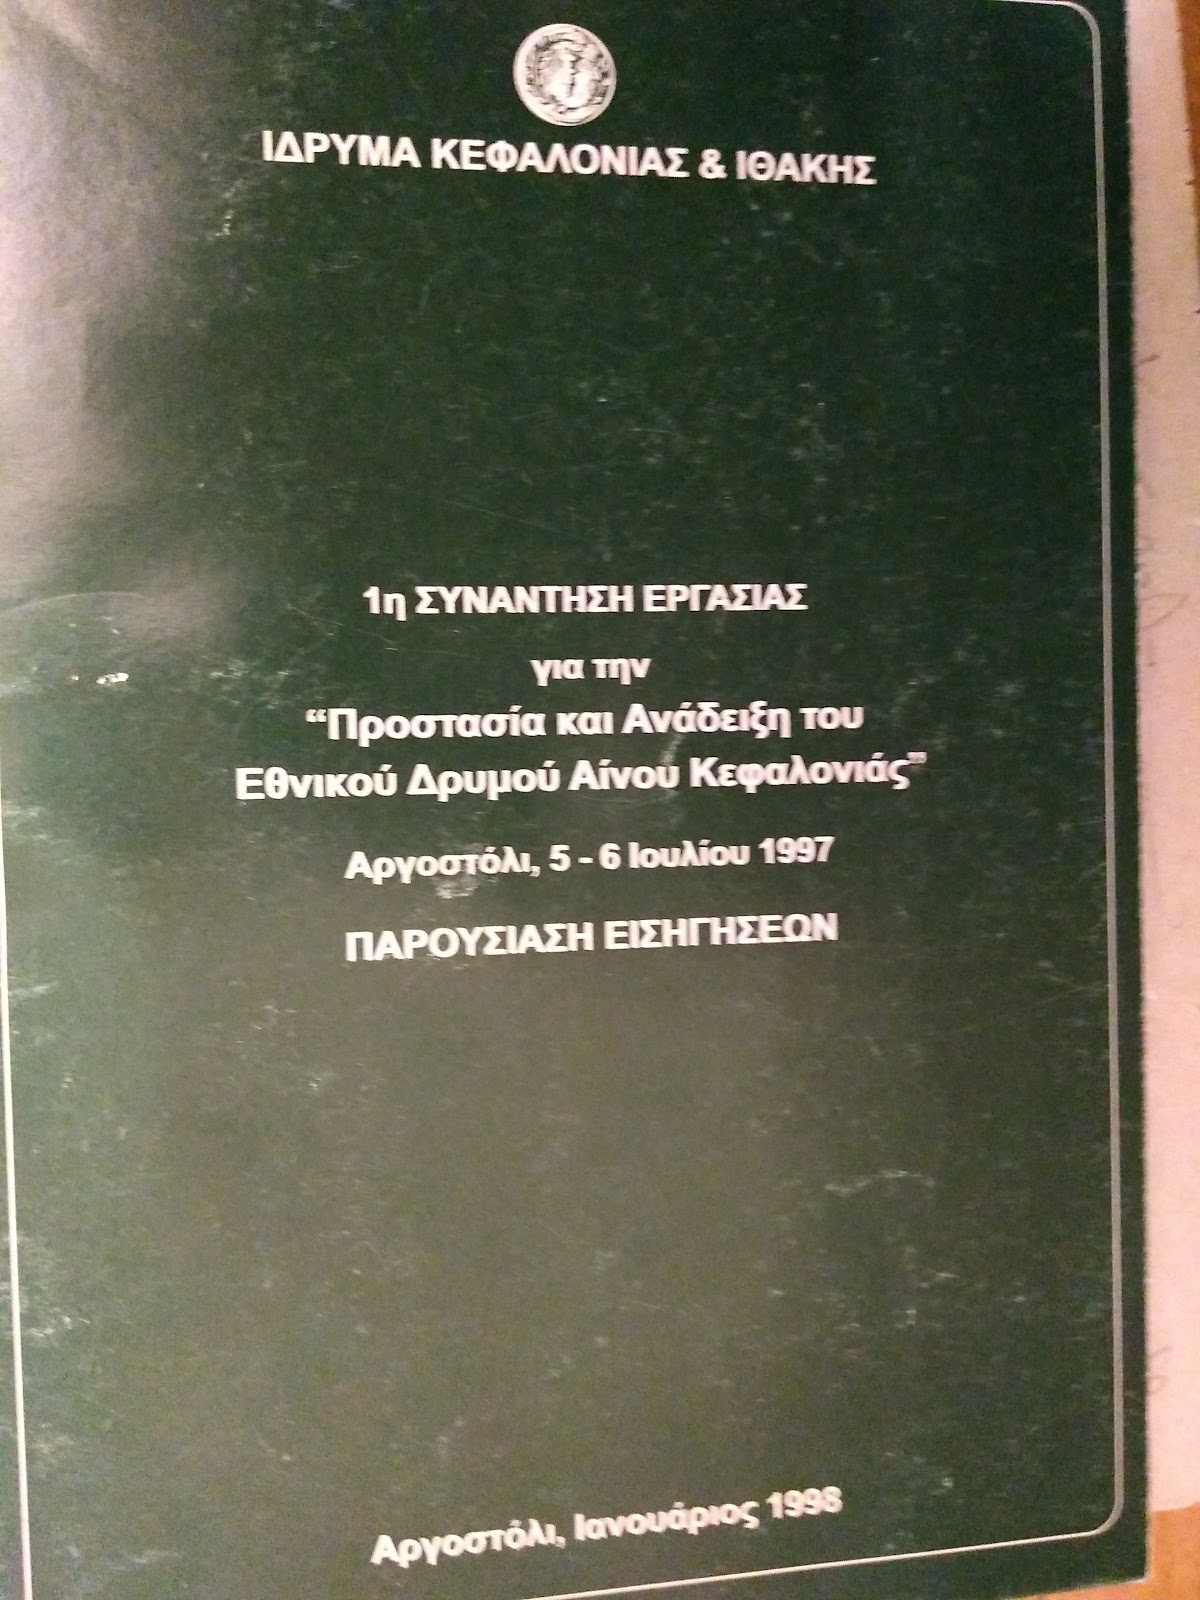 ΙΔΡΥΜΑ ΚΕΦΑΛΟΝΙΑΣ & ΙΘΑΚΗΣ
1η ΣΥΝΑΝΤΗΣΗ ΕΡΓΑΣΙΑΣ
για την
“Προστασία και Ανάδειξη του
Εθνικού Δρυμού Αίνου Κεφαλονιάς”
Αργοστόλι, 5 - 6 Ιουλίου 1997
ΠΑΡΟΥΣΙΑΣΗ ΕΙΣΗΓΗΣΕΩΝ
Αργοστόλι, Ιανουάριος 1998